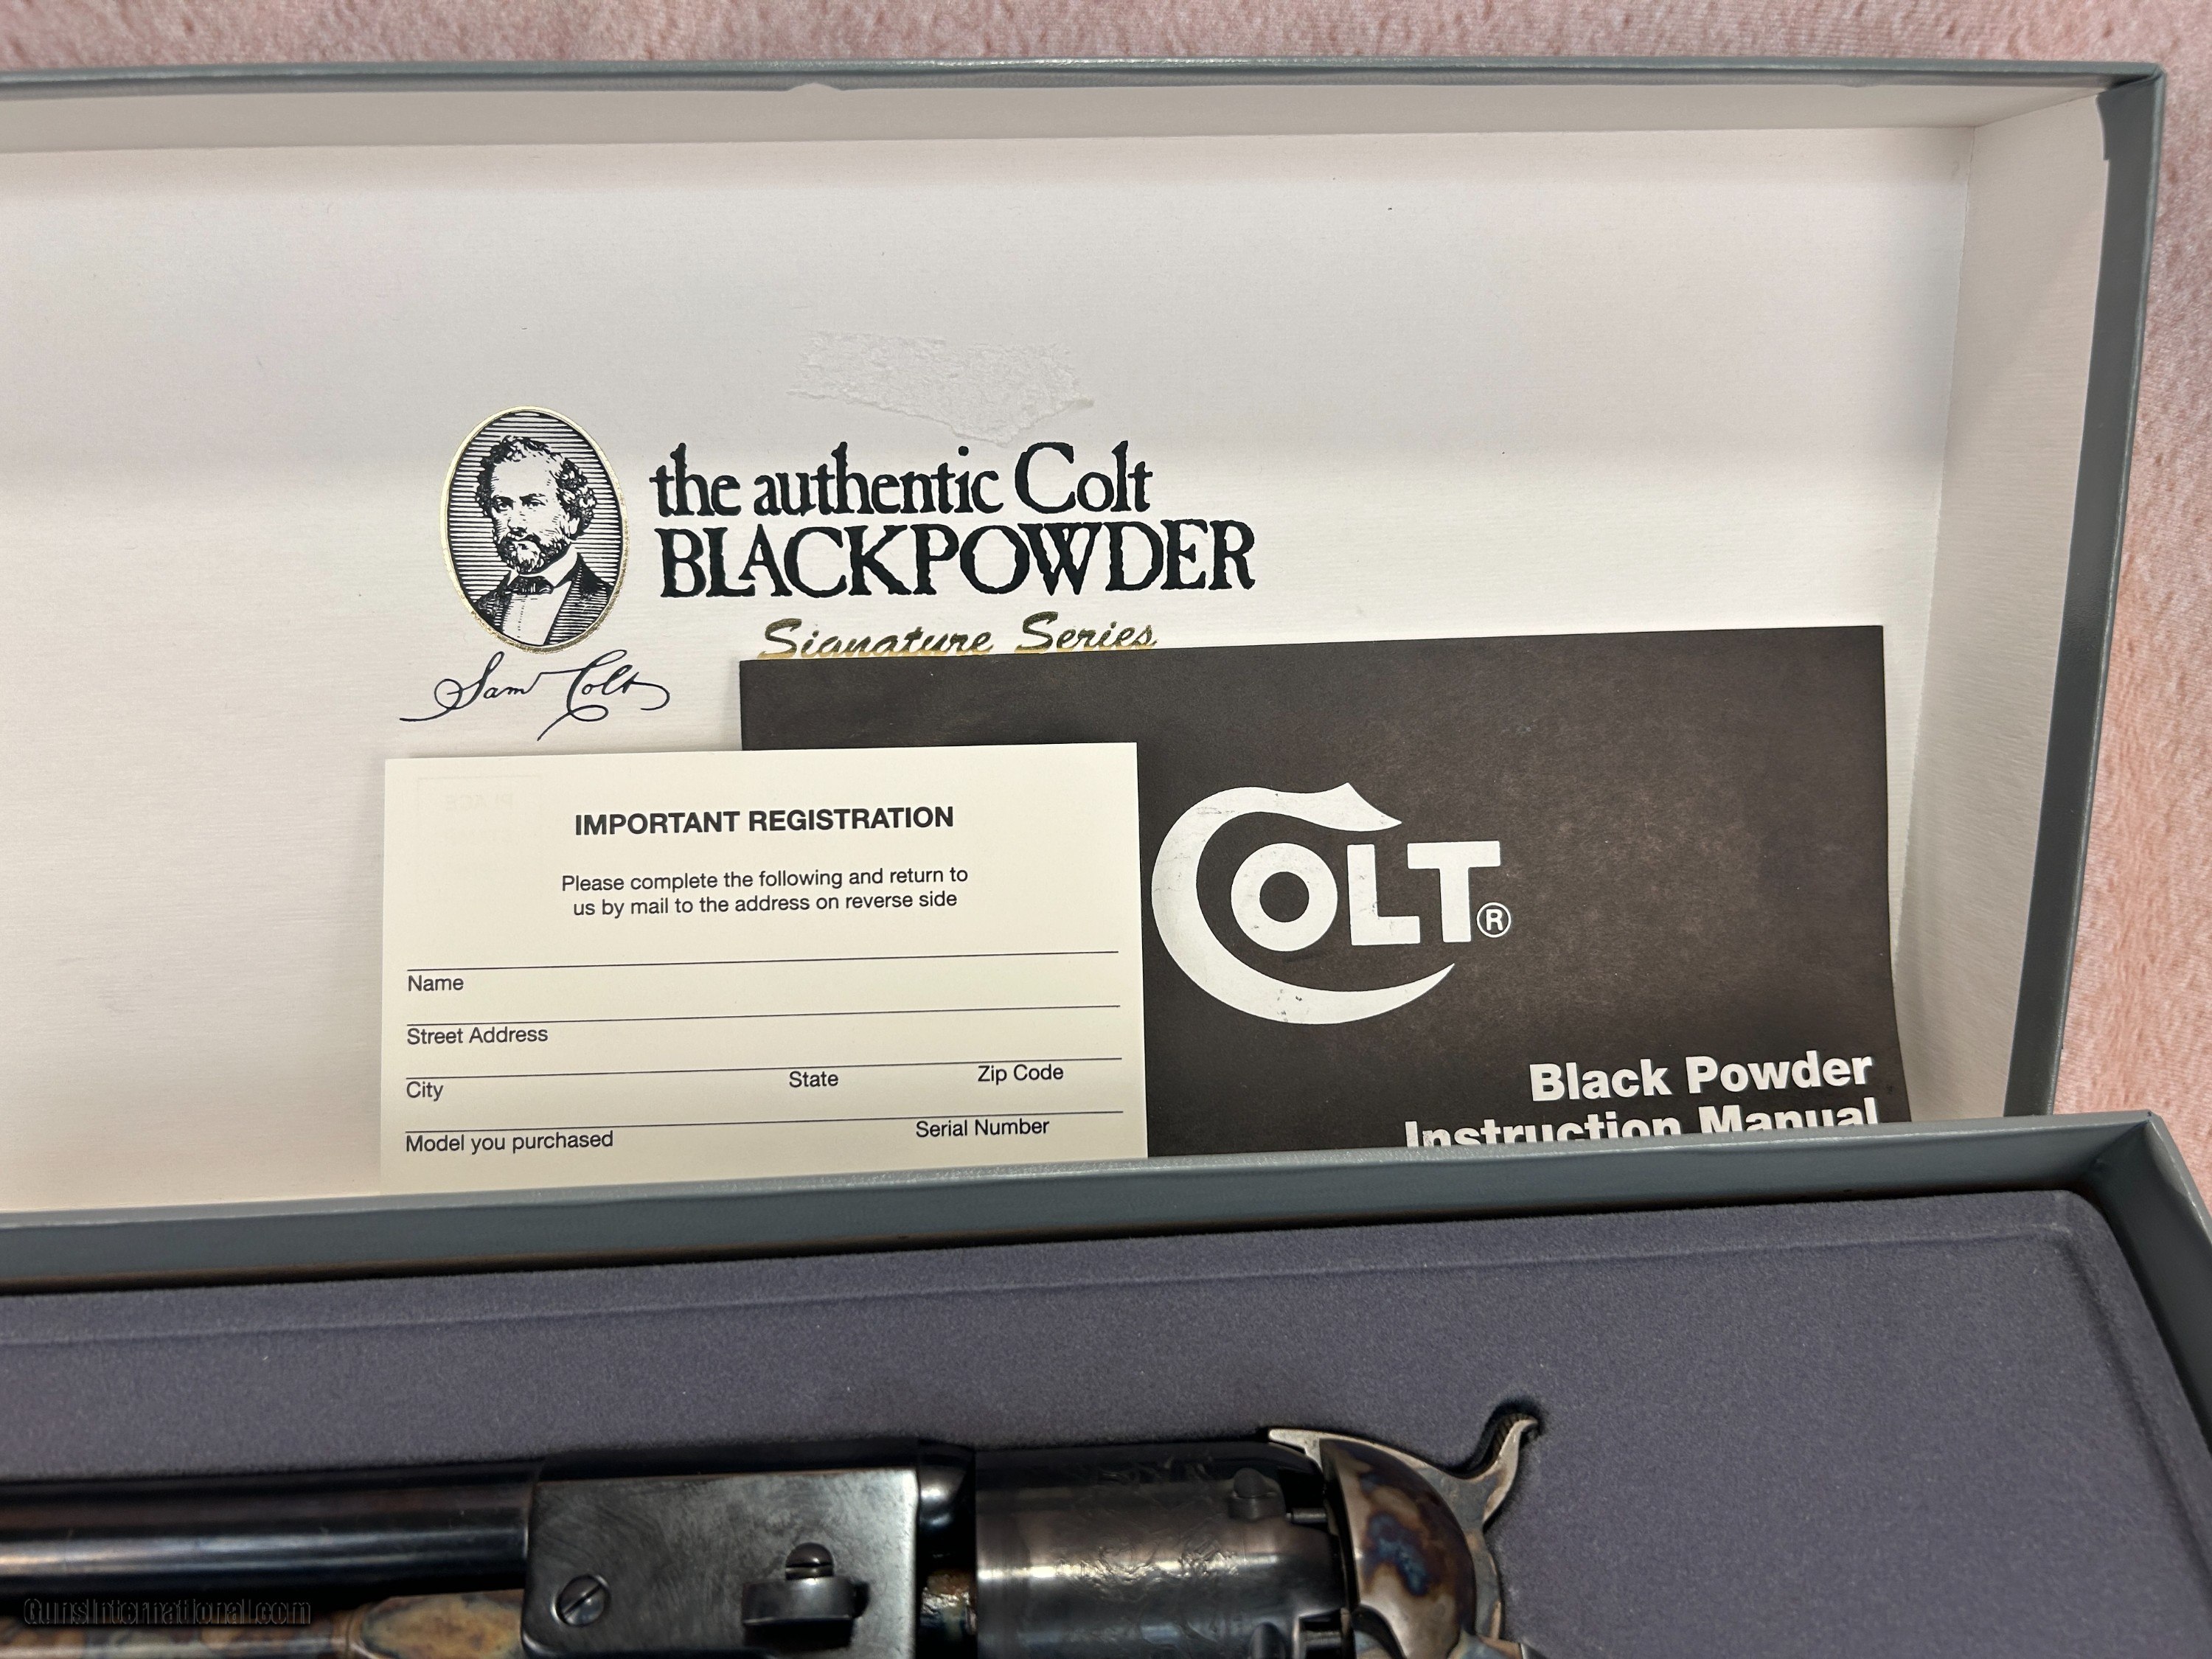 the authentic Colt
BLACKPOWDER
Signature Series
Sam Colt
IMPORTANT REGISTRATION
Please complete the following and return to
us by mail to the address on reverse side
Name
Street Address
City State Zip Code
Model you purchased Serial Number
COLT®
Black Powder
Instruction Manual
GunsInternational.com